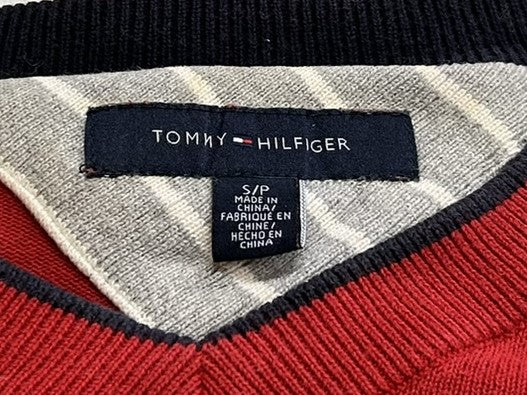 TOMMY HILFIGER
S/P
MADE IN
CHINA/
FABRIQUÉ EN
CHINE/
HECHO EN
CHINA